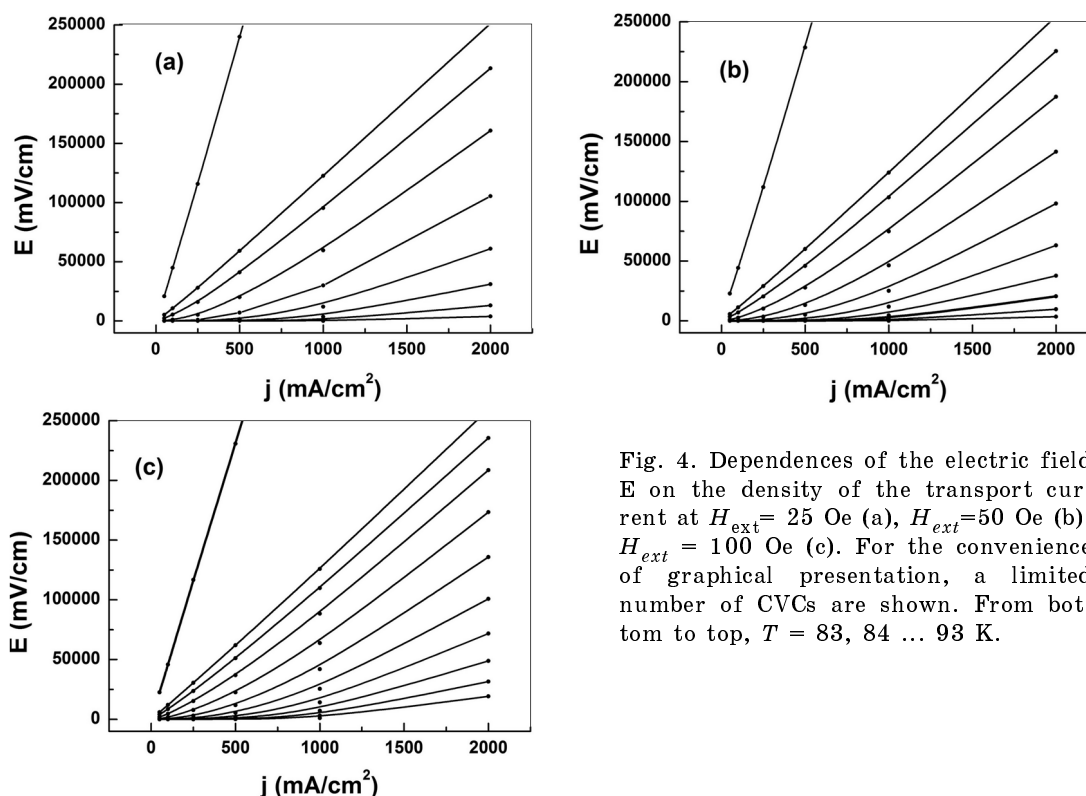 250000
200000
150000
100000
50000
0
E (mV/cm)
(a)
0 500 1000 1500 2000
j (mA/cm²)
250000
200000
150000
100000
50000
0
E (mV/cm)
(b)
0 500 1000 1500 2000
j (mA/cm²)
250000
200000
150000
100000
50000
0
E (mV/cm)
(c)
0 500 1000 1500 2000
j (mA/cm²)
Fig. 4. Dependences of the electric field
E on the density of the transport cur
rent at Hext= 25 Oe (a), Hext=50 Oe (b)
Hext = 100 Oe (c). For the convenience
of graphical presentation, a limited
number of CVCs are shown. From bot
tom to top, T = 83, 84 ... 93 K.